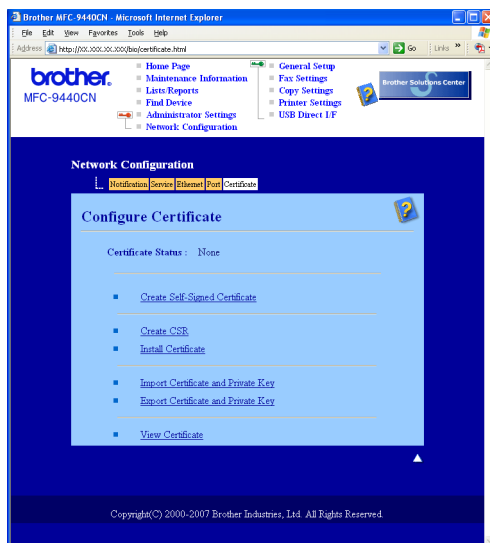 Brother MFC-9440CN - Microsoft Internet Explorer
File Edit View Favorites Tools Help
Address http://XX.XXX.XX.XXX/bio/certificate.html Go Links »
brother.
MFC-9440CN
Home Page
Maintenance Information
Lists/Reports
Find Device
Administrator Settings
Network Configuration
General Setup
Fax Settings
Copy Settings
Printer Settings
USB Direct I/F
Brother Solutions Center
Network Configuration
Notification Service Ethernet Port Certificate
Configure Certificate
Certificate Status : None
Create Self-Signed Certificate
Create CSR
Install Certificate
Import Certificate and Private Key
Export Certificate and Private Key
View Certificate
Copyright(C) 2000-2007 Brother Industries, Ltd. All Rights Reserved.